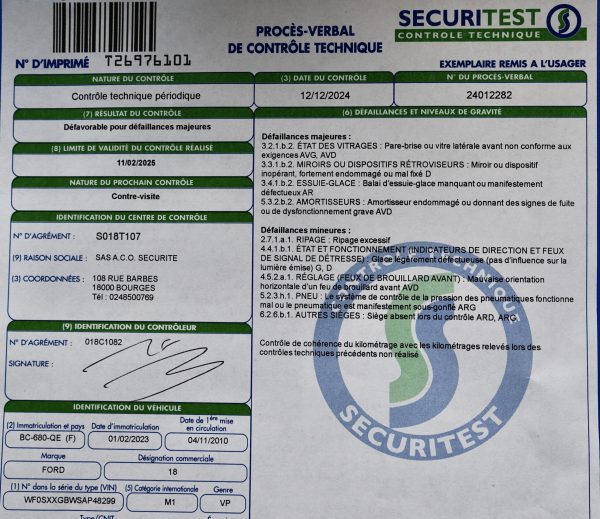 PROCÈS-VERBAL
DE CONTRÔLE TECHNIQUE
SECURITEST
CONTROLE TECHNIQUE
N° D'IMPRIMÉ T26976101
EXEMPLAIRE REMIS A L'USAGER
NATURE DU CONTRÔLE
Contrôle technique périodique
(3) DATE DU CONTRÔLE
12/12/2024
N° DU PROCÈS-VERBAL
24012282
(7) RÉSULTAT DU CONTRÔLE
Défavorable pour défaillances majeures
(8) LIMITE DE VALIDITÉ DU CONTRÔLE RÉALISÉ
11/02/2025
NATURE DU PROCHAIN CONTRÔLE
Contre-visite
IDENTIFICATION DU CENTRE DE CONTRÔLE
N° D'AGRÉMENT : S018T107
(9) RAISON SOCIALE : SAS A.C.O. SECURITE
(3) COORDONNÉES : 108 RUE BARBES
18000 BOURGES
Tél : 0248500769
(9) IDENTIFICATION DU CONTRÔLEUR
N° D'AGRÉMENT : 018C1082
SIGNATURE :
IDENTIFICATION DU VÉHICULE
(2) Immatriculation et pays
BC-680-QE (F)
Date d'immatriculation
01/02/2023
Date de 1ère mise
en circulation
04/11/2010
Marque
FORD
Désignation commerciale
18
(1) N° dans la série du type (VIN)
WF0SXXGBWSAP48299
(5) Catégorie internationale
M1
Genre
VP
Type/CNIT
(6) DÉFAILLANCES ET NIVEAUX DE GRAVITÉ
Défaillances majeures :
3.2.1.b.2. ÉTAT DES VITRAGES : Pare-brise ou vitre latérale avant non conforme aux
exigences AVG, AVD
3.3.1.b.2. MIROIRS OU DISPOSITIFS RÉTROVISEURS : Miroir ou dispositif
inopérant, fortement endommagé ou mal fixé D
3.4.1.b.2. ESSUIE-GLACE : Balai d'essuie-glace manquant ou manifestement
défectueux AR
5.3.2.b.2. AMORTISSEURS : Amortisseur endommagé ou donnant des signes de fuite
ou de dysfonctionnement grave AVD
Défaillances mineures :
2.7.1.a.1. RIPAGE : Ripage excessif
4.4.1.b.1. ÉTAT ET FONCTIONNEMENT (INDICATEURS DE DIRECTION ET FEUX
DE SIGNAL DE DÉTRESSE) : Glace légèrement défectueuse (pas d'influence sur la
lumière émise) G, D
4.5.2.a.1. RÉGLAGE (FEUX DE BROUILLARD AVANT) : Mauvaise orientation
horizontale d'un feu de brouillard avant AVD
5.2.3.h.1. PNEU : Le système de contrôle de la pression des pneumatiques fonctionne
mal ou le pneumatique est manifestement sous-gonflé ARG
6.2.6.b.1. AUTRES SIÈGES : Siège absent lors du contrôle ARD, ARG,
Contrôle de cohérence du kilométrage avec les kilométrages relevés lors des
contrôles techniques précédents non réalisé
SECURITEST